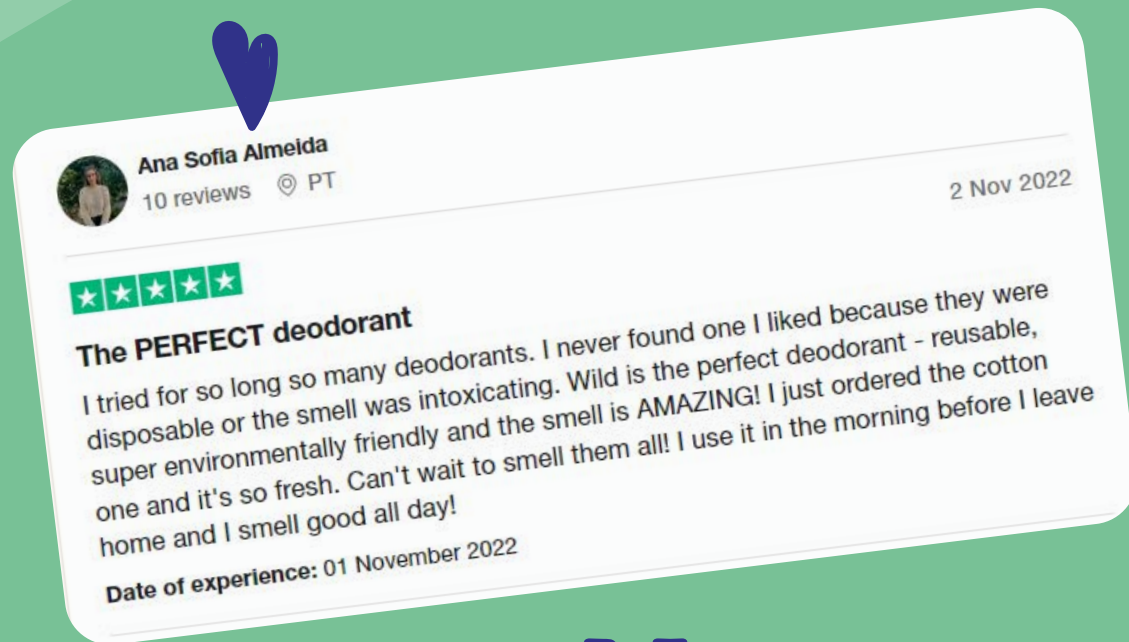 Ana Sofia Almeida
10 reviews PT
2 Nov 2022
The PERFECT deodorant
I tried for so long so many deodorants. I never found one I liked because they were
disposable or the smell was intoxicating. Wild is the perfect deodorant - reusable,
super environmentally friendly and the smell is AMAZING! I just ordered the cotton
one and it's so fresh. Can't wait to smell them all! I use it in the morning before I leave
home and I smell good all day!
Date of experience: 01 November 2022